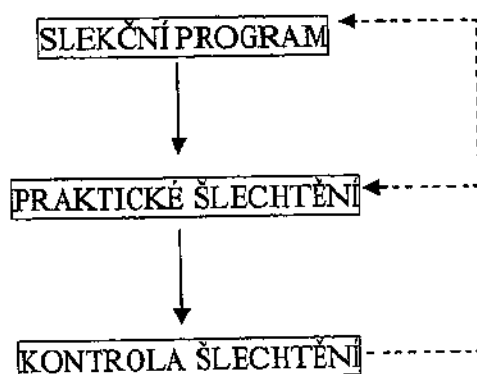 SLEKČNÍ PROGRAM
PRAKTICKÉ ŠLECHTĚNÍ
KONTROLA ŠLECHTĚNÍ